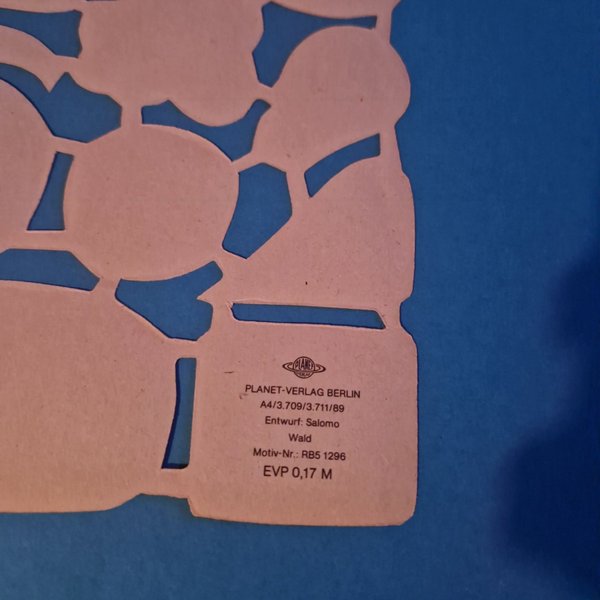 PLANET
PLANET-VERLAG BERLIN
A4/3.709/3.711/89
Entwurf: Salomo
Wald
Motiv-Nr.: RB5 1296
EVP 0,17 M